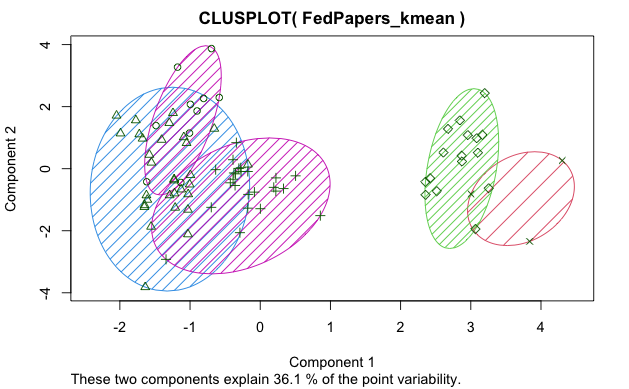 CLUSPLOT( FedPapers_kmean )
Component 2
4
2
0
-2
-4
-2 -1 0 1 2 3 4
Component 1
These two components explain 36.1 % of the point variability.